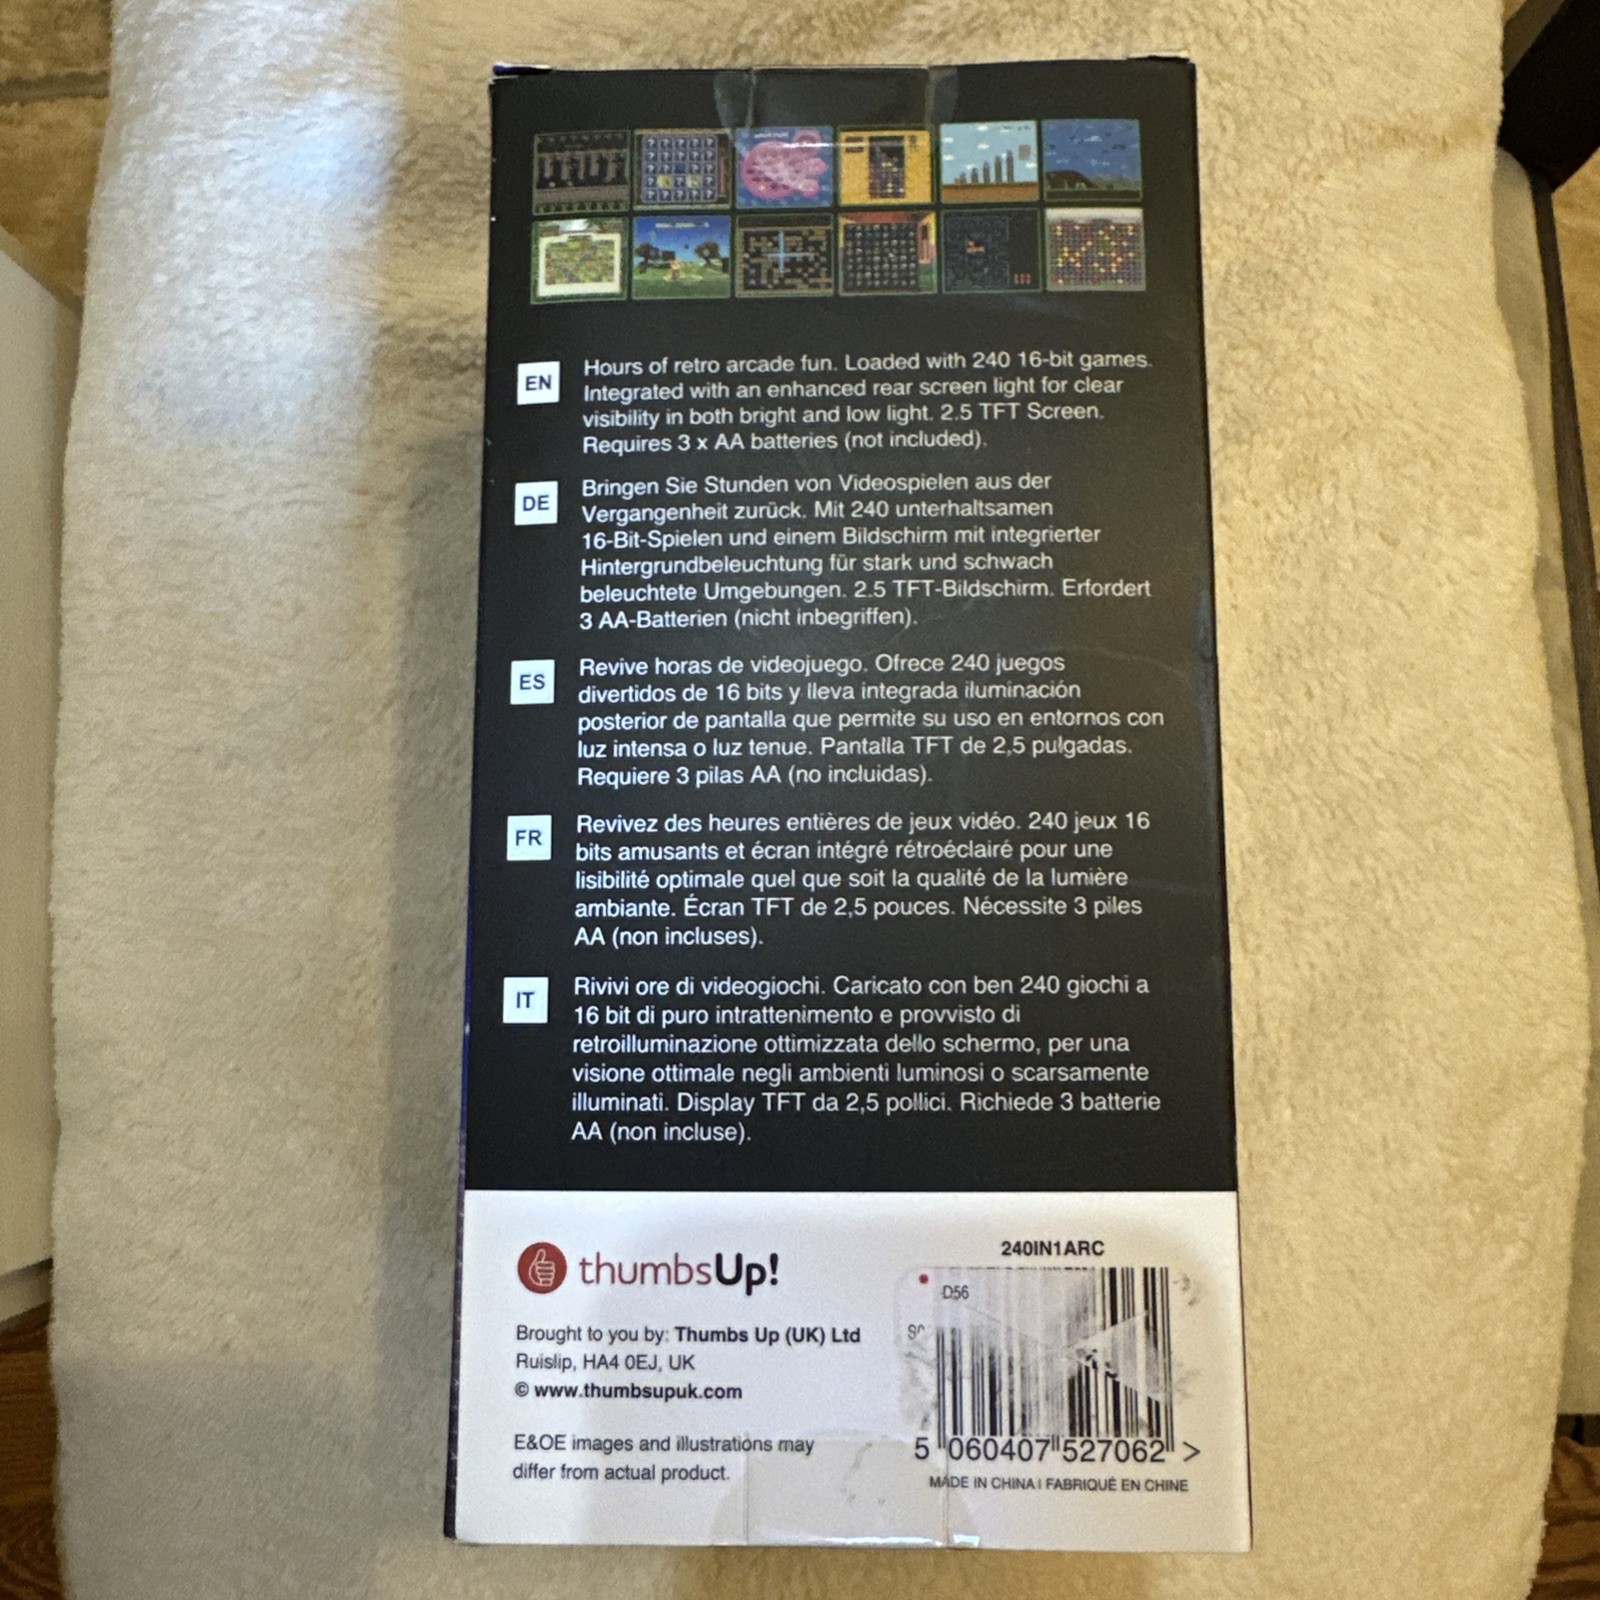 EN
Hours of retro arcade fun. Loaded with 240 16-bit games.
Integrated with an enhanced rear screen light for clear
visibility in both bright and low light. 2.5 TFT Screen.
Requires 3 x AA batteries (not included).
DE
Bringen Sie Stunden von Videospielen aus der
Vergangenheit zurück. Mit 240 unterhaltsamen
16-Bit-Spielen und einem Bildschirm mit integrierter
Hintergrundbeleuchtung für stark und schwach
beleuchtete Umgebungen. 2.5 TFT-Bildschirm. Erfordert
3 AA-Batterien (nicht inbegriffen).
ES
Revive horas de videojuego. Ofrece 240 juegos
divertidos de 16 bits y lleva integrada iluminación
posterior de pantalla que permite su uso en entornos con
luz intensa o luz tenue. Pantalla TFT de 2,5 pulgadas.
Requiere 3 pilas AA (no incluidas).
FR
Revivez des heures entières de jeux vidéo. 240 jeux 16
bits amusants et écran intégré rétroéclairé pour une
lisibilité optimale quel que soit la qualité de la lumière
ambiante. Écran TFT de 2,5 pouces. Nécessite 3 piles
AA (non incluses).
IT
Rivivi ore di videogiochi. Caricato con ben 240 giochi a
16 bit di puro intrattenimento e provvisto di
retroilluminazione ottimizzata dello schermo, per una
visione ottimale negli ambienti luminosi o scarsamente
illuminati. Display TFT da 2,5 pollici. Richiede 3 batterie
AA (non incluse).
thumbsUp!
Brought to you by: Thumbs Up (UK) Ltd
Ruislip, HA4 0EJ, UK
© www.thumbsupuk.com
E&OE images and illustrations may
differ from actual product.
240IN1ARC
D56
5 060407 527062 >
MADE IN CHINA I FABRIQUÉ EN CHINE